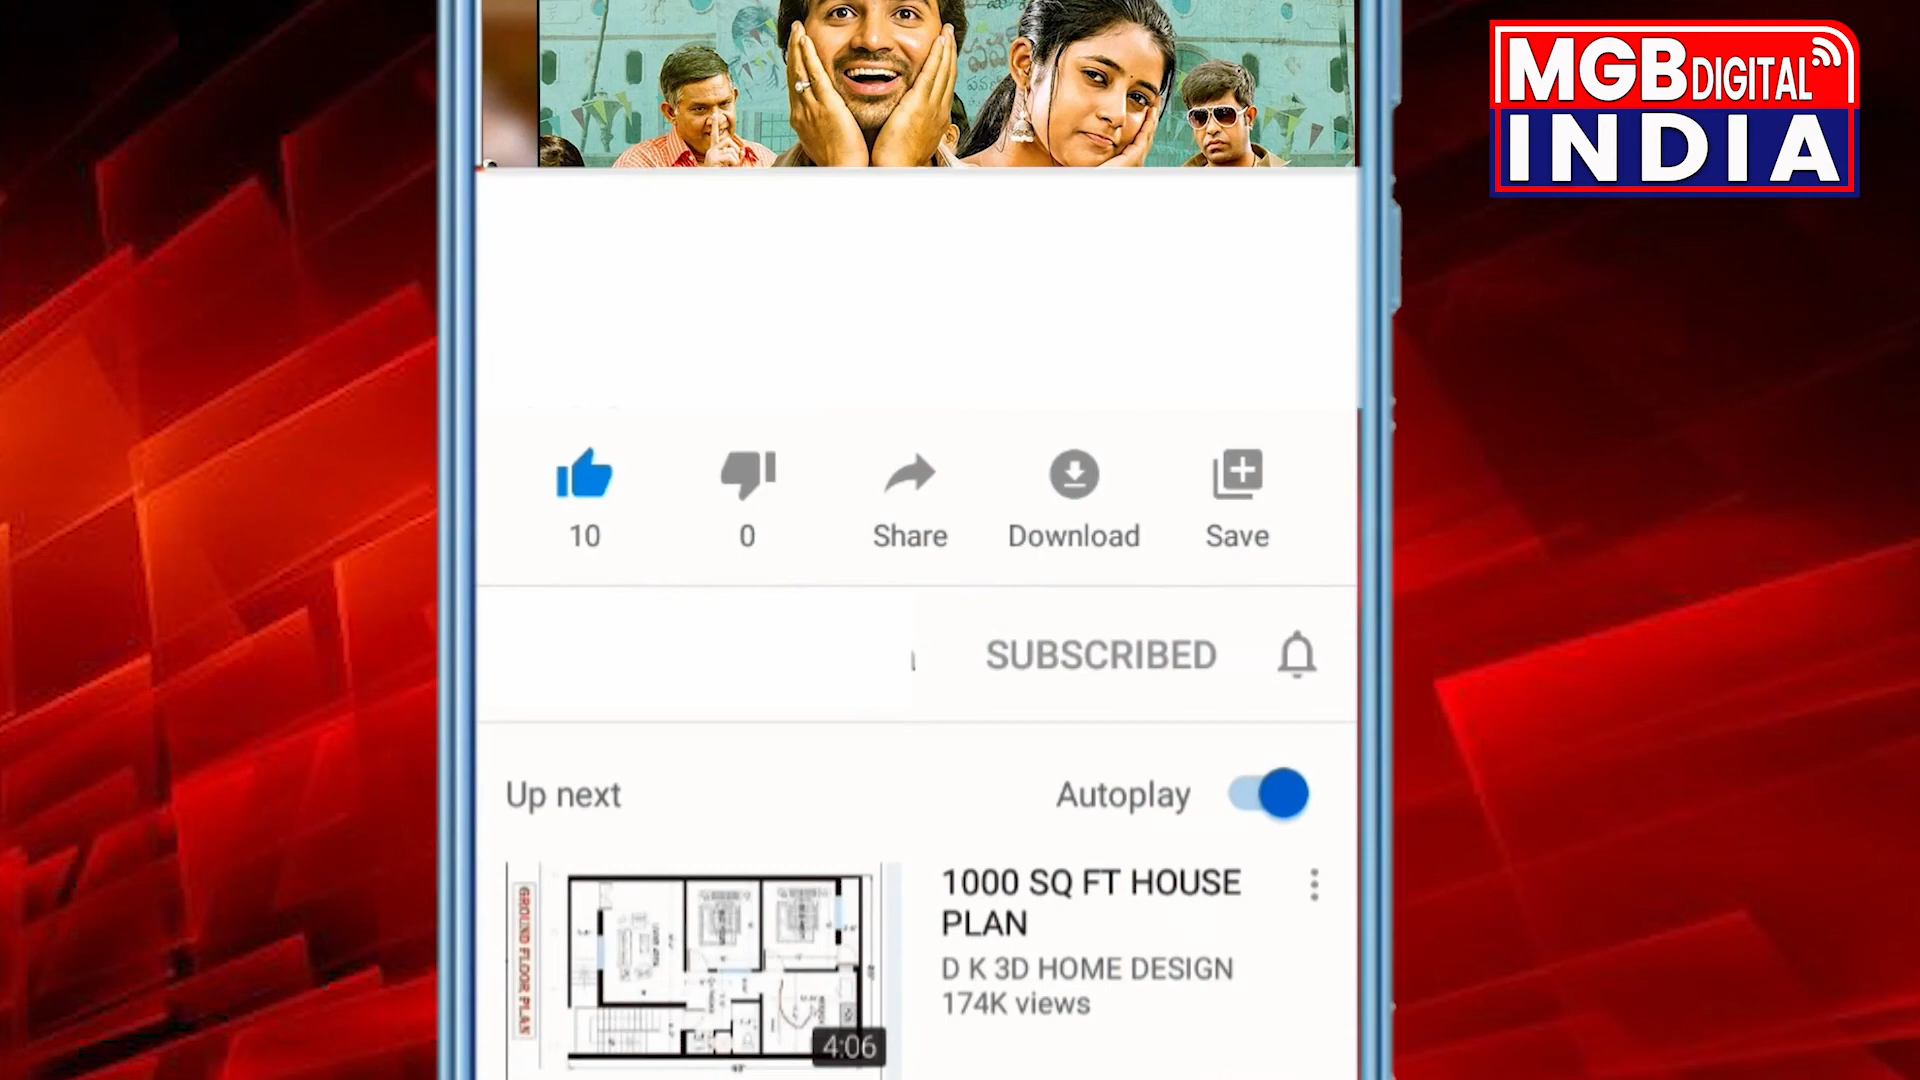 MGB DIGITAL
INDIA
10
0
Share
Download
Save
SUBSCRIBED
Up next
Autoplay
1000 SQ FT HOUSE
PLAN
D K 3D HOME DESIGN
174K views
GROUND FLOOR PLAN
4:06